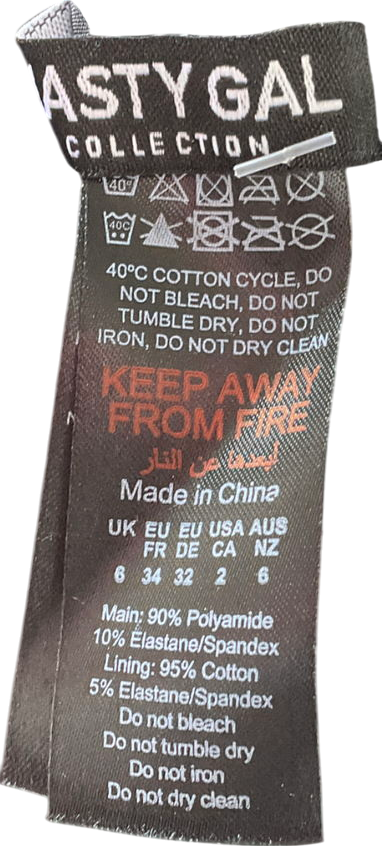 ASTY GAL
COLLECTION
40°
40C
40ºC COTTON CYCLE, DO
NOT BLEACH, DO NOT
TUMBLE DRY, DO NOT
IRON, DO NOT DRY CLEAN
KEEP AWAY
FROM FIRE
عن النار
Made in China
UK EU EU USA AUS
FR DE CA NZ
6 34 32 2 6
Main: 90% Polyamide
10% Elastane/Spandex
Lining: 95% Cotton
5% Elastane/Spandex
Do not bleach
Do not tumble dry
Do not iron
Do not dry clean